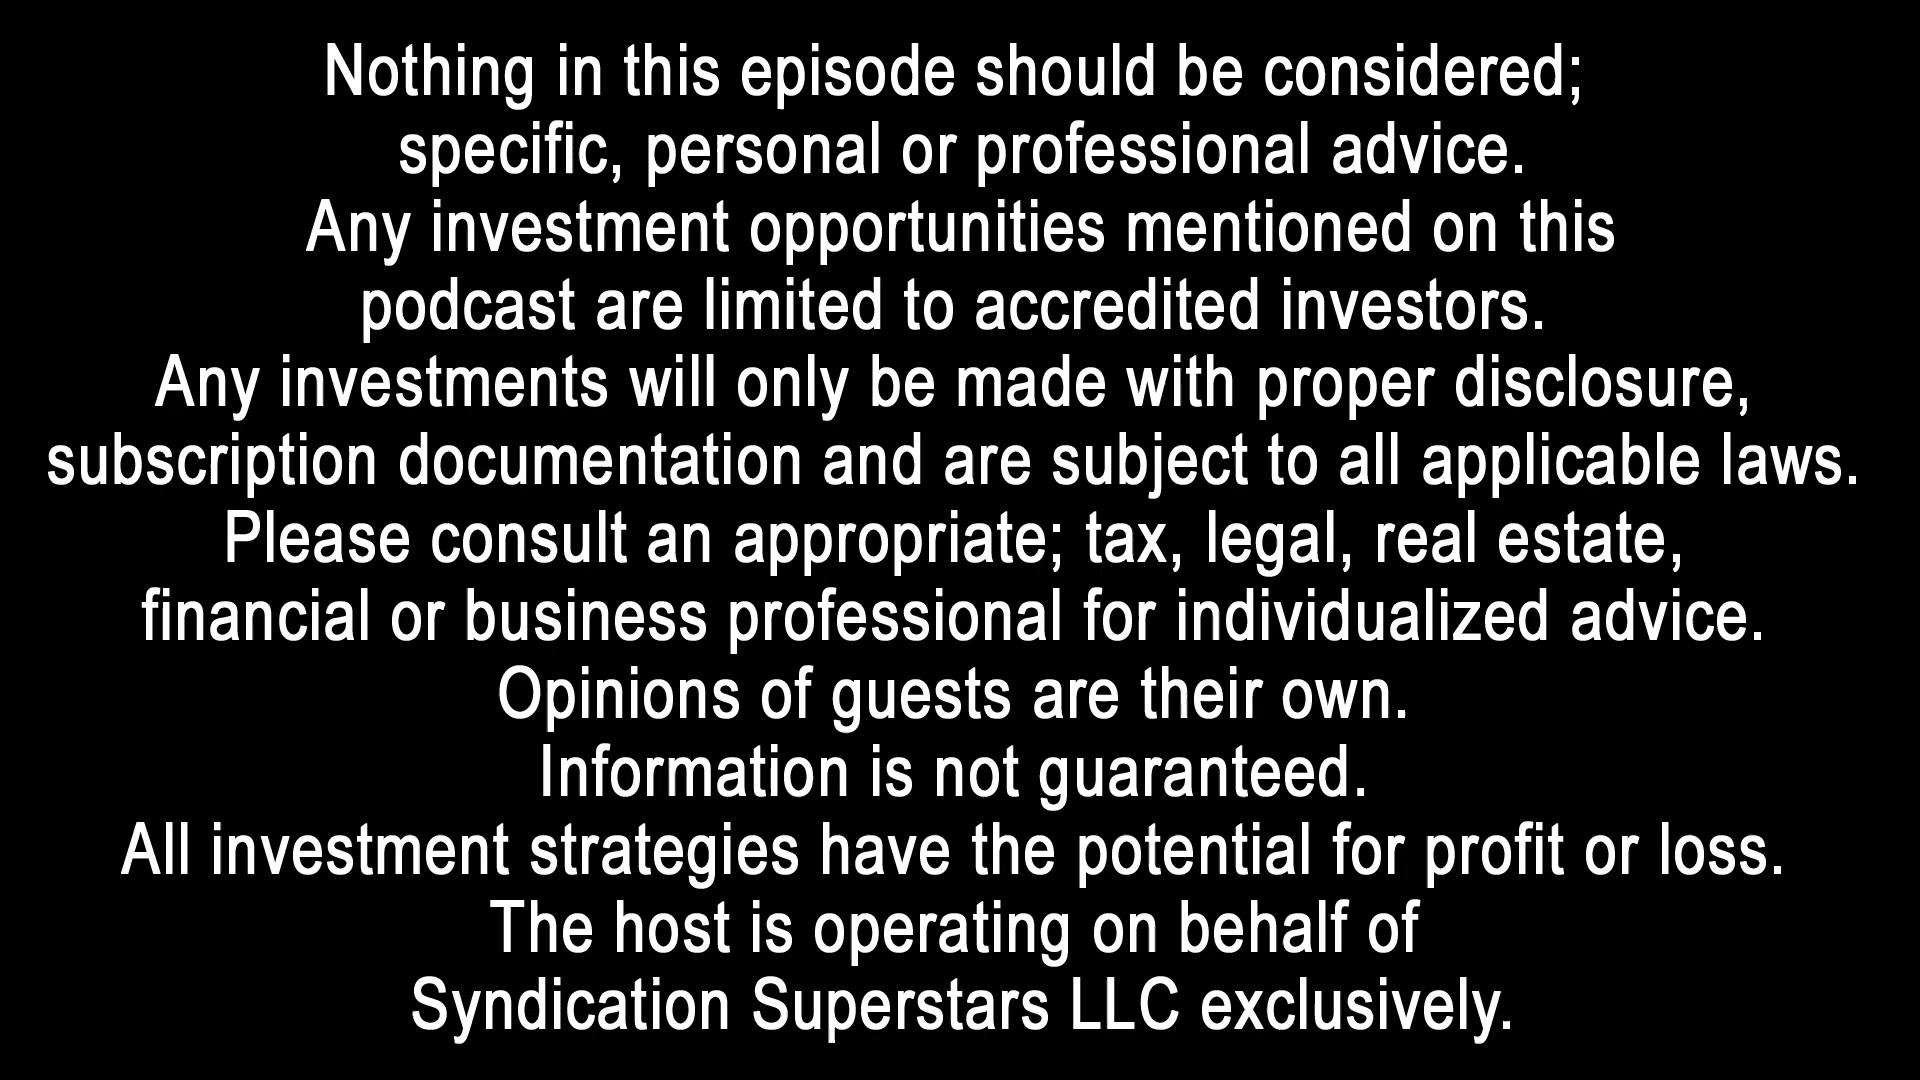 Nothing in this episode should be considered;
specific, personal or professional advice.
Any investment opportunities mentioned on this
podcast are limited to accredited investors.
Any investments will only be made with proper disclosure,
subscription documentation and are subject to all applicable laws.
Please consult an appropriate; tax, legal, real estate,
financial or business professional for individualized advice.
Opinions of guests are their own.
Information is not guaranteed.
All investment strategies have the potential for profit or loss.
The host is operating on behalf of
Syndication Superstars LLC exclusively.